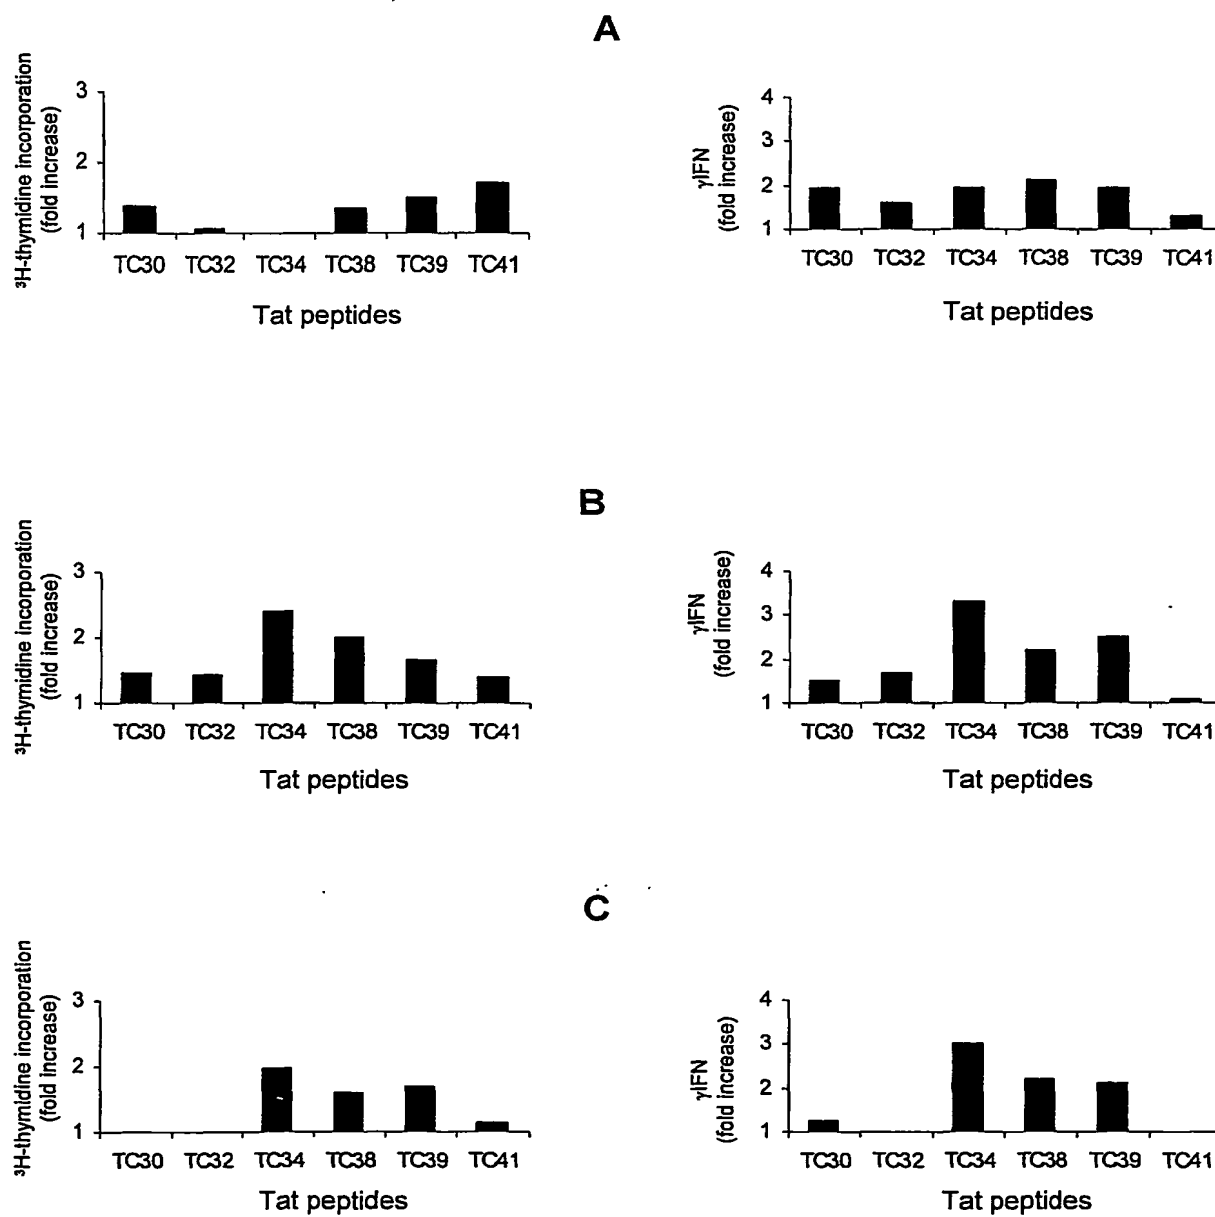 A
³H-thymidine incorporation
(fold increase)
3
2
1
TC30 TC32 TC34 TC38 TC39 TC41
Tat peptides
γIFN
(fold increase)
4
3
2
1
TC30 TC32 TC34 TC38 TC39 TC41
Tat peptides
B
³H-thymidine incorporation
(fold increase)
3
2
1
TC30 TC32 TC34 TC38 TC39 TC41
Tat peptides
γIFN
(fold increase)
4
3
2
1
TC30 TC32 TC34 TC38 TC39 TC41
Tat peptides
C
³H-thymidine incorporation
(fold increase)
3
2
1
TC30 TC32 TC34 TC38 TC39 TC41
Tat peptides
γIFN
(fold increase)
4
3
2
1
TC30 TC32 TC34 TC38 TC39 TC41
Tat peptides